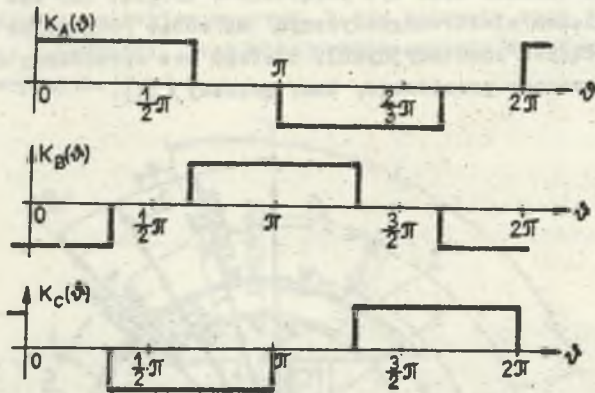 K_A(ϑ)
π
0 1/2π 2/3π 2π ϑ
K_B(ϑ)
0 1/2π π 3/2π 2π ϑ
K_C(ϑ)
0 1/2π π 3/2π 2π ϑ